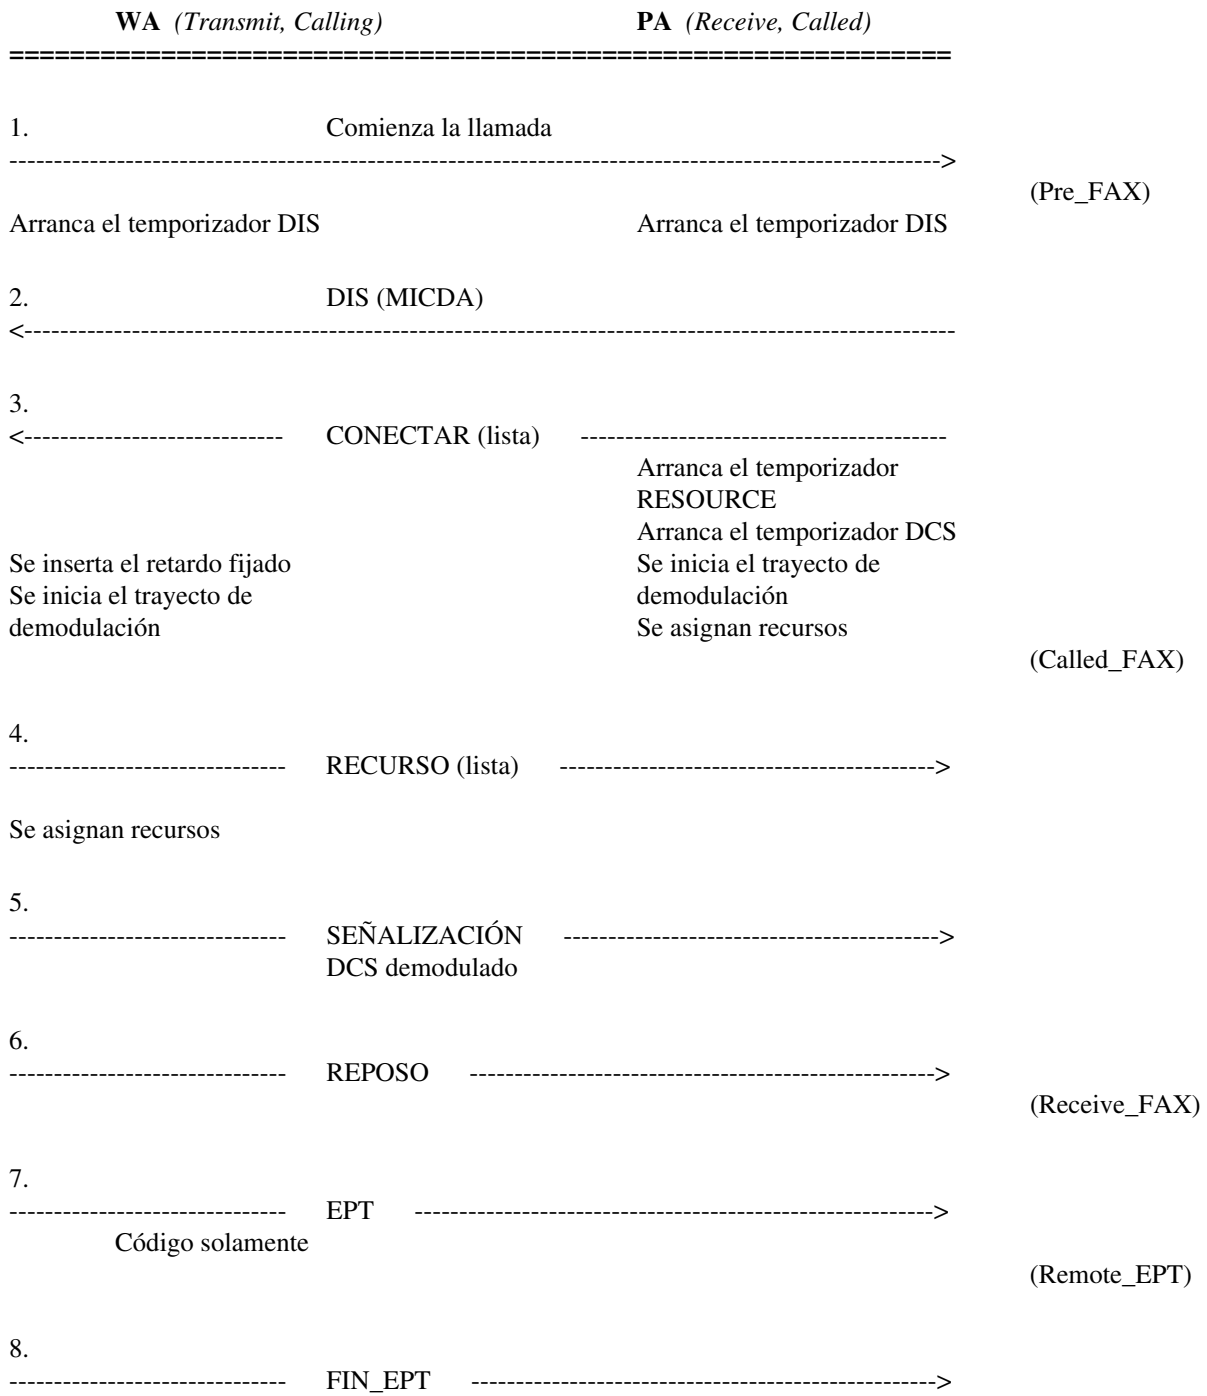 WA (Transmit, Calling) PA (Receive, Called)
==============================================================
1. Comienza la llamada
----------------------------------------------------------------------------------------------------->
(Pre_FAX)
Arranca el temporizador DIS Arranca el temporizador DIS
2. DIS (MICDA)
<-----------------------------------------------------------------------------------------------------
3.
<---------------------------- CONECTAR (lista) ----------------------------------------
Arranca el temporizador
RESOURCE
Arranca el temporizador DCS
Se inserta el retardo fijado Se inicia el trayecto de
Se inicia el trayecto de demodulación
demodulación Se asignan recursos
(Called_FAX)
4.
------------------------------ RECURSO (lista) ----------------------------------------->
Se asignan recursos
5.
------------------------------ SEÑALIZACIÓN ----------------------------------------->
DCS demodulado
6.
------------------------------ REPOSO --------------------------------------------------->
(Receive_FAX)
7.
------------------------------ EPT --------------------------------------------------------->
Código solamente
(Remote_EPT)
8.
------------------------------ FIN_EPT --------------------------------------------------->